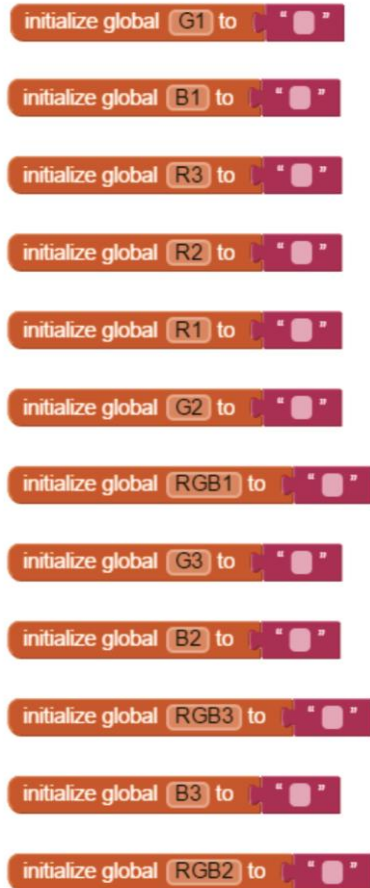 initialize global G1 to “ ”
initialize global B1 to “ ”
initialize global R3 to “ ”
initialize global R2 to “ ”
initialize global R1 to “ ”
initialize global G2 to “ ”
initialize global RGB1 to “ ”
initialize global G3 to “ ”
initialize global B2 to “ ”
initialize global RGB3 to “ ”
initialize global B3 to “ ”
initialize global RGB2 to “ ”